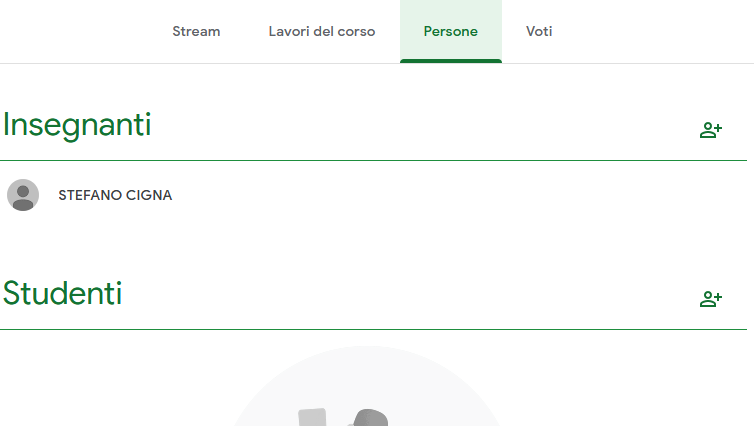 Stream Lavori del corso Persone Voti
Insegnanti
STEFANO CIGNA
Studenti